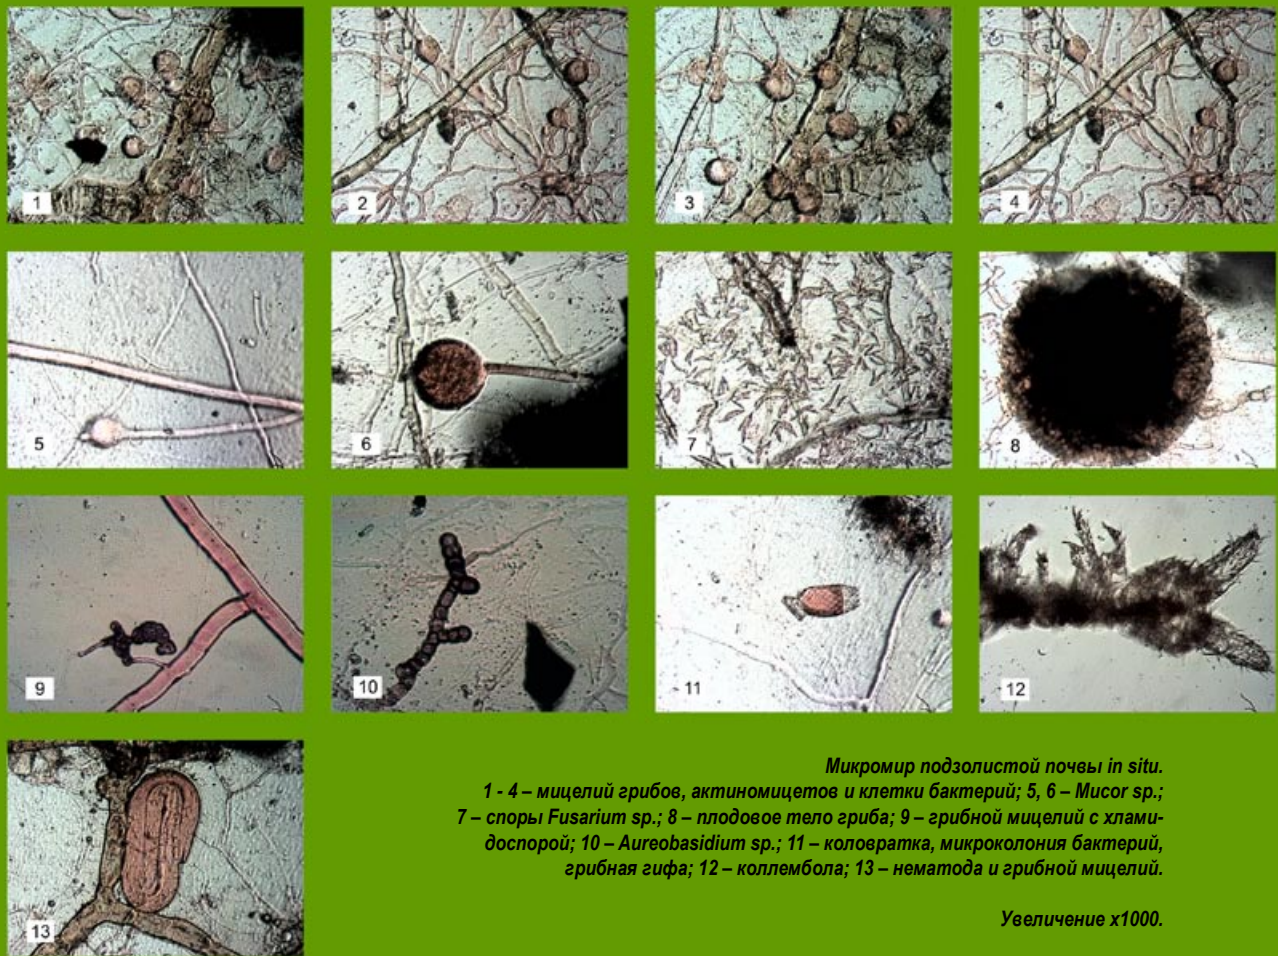 1
2
3
4
5
6
7
8
9
10
11
12
13
Микромир подзолистой почвы in situ.
1 - 4 – мицелий грибов, актиномицетов и клетки бактерий; 5, 6 – Mucor sp.;
7 – споры Fusarium sp.; 8 – плодовое тело гриба; 9 – грибной мицелий с хлами-
доспорой; 10 – Aureobasidium sp.; 11 – коловратка, микроколония бактерий,
грибная гифа; 12 – коллембола; 13 – нематода и грибной мицелий.
Увеличение х1000.